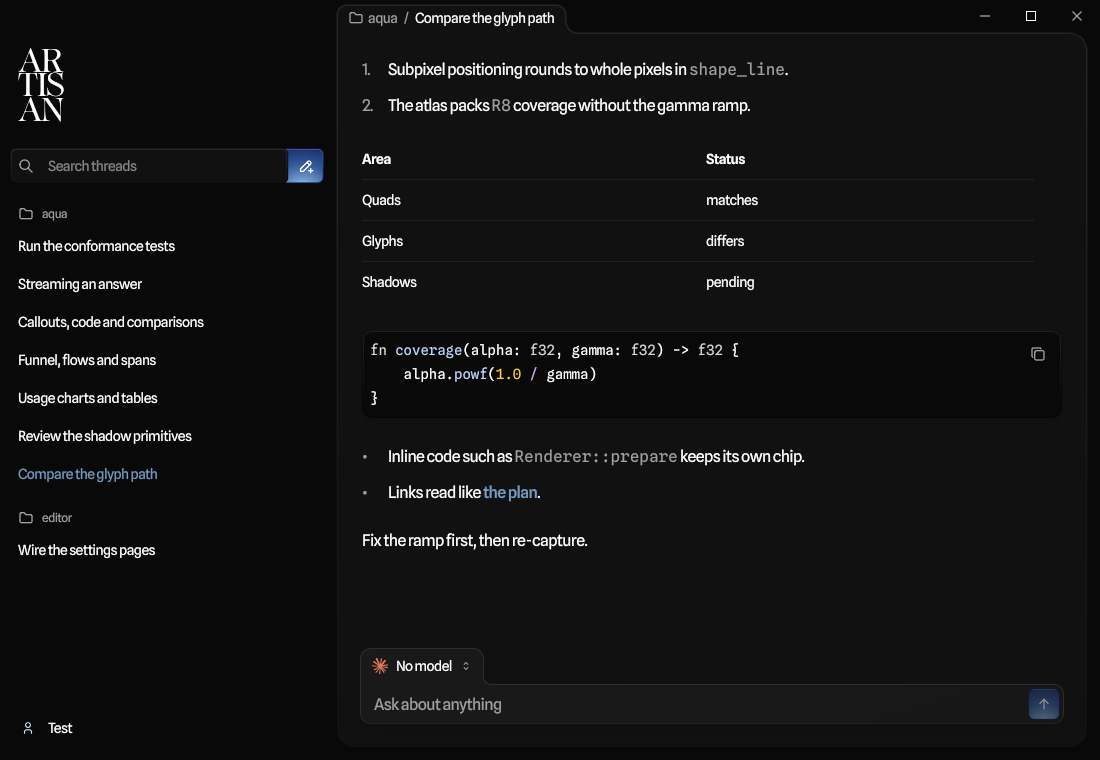 AR
TIS
AN
Search threads
aqua
Run the conformance tests
Streaming an answer
Callouts, code and comparisons
Funnel, flows and spans
Usage charts and tables
Review the shadow primitives
Compare the glyph path
editor
Wire the settings pages
Test
aqua / Compare the glyph path
1. Subpixel positioning rounds to whole pixels in shape_line.
2. The atlas packs R8 coverage without the gamma ramp.
Area Status
Quads matches
Glyphs differs
Shadows pending
fn coverage(alpha: f32, gamma: f32) -> f32 {
    alpha.powf(1.0 / gamma)
}
• Inline code such as Renderer::prepare keeps its own chip.
• Links read like the plan.
Fix the ramp first, then re-capture.
No model
Ask about anything